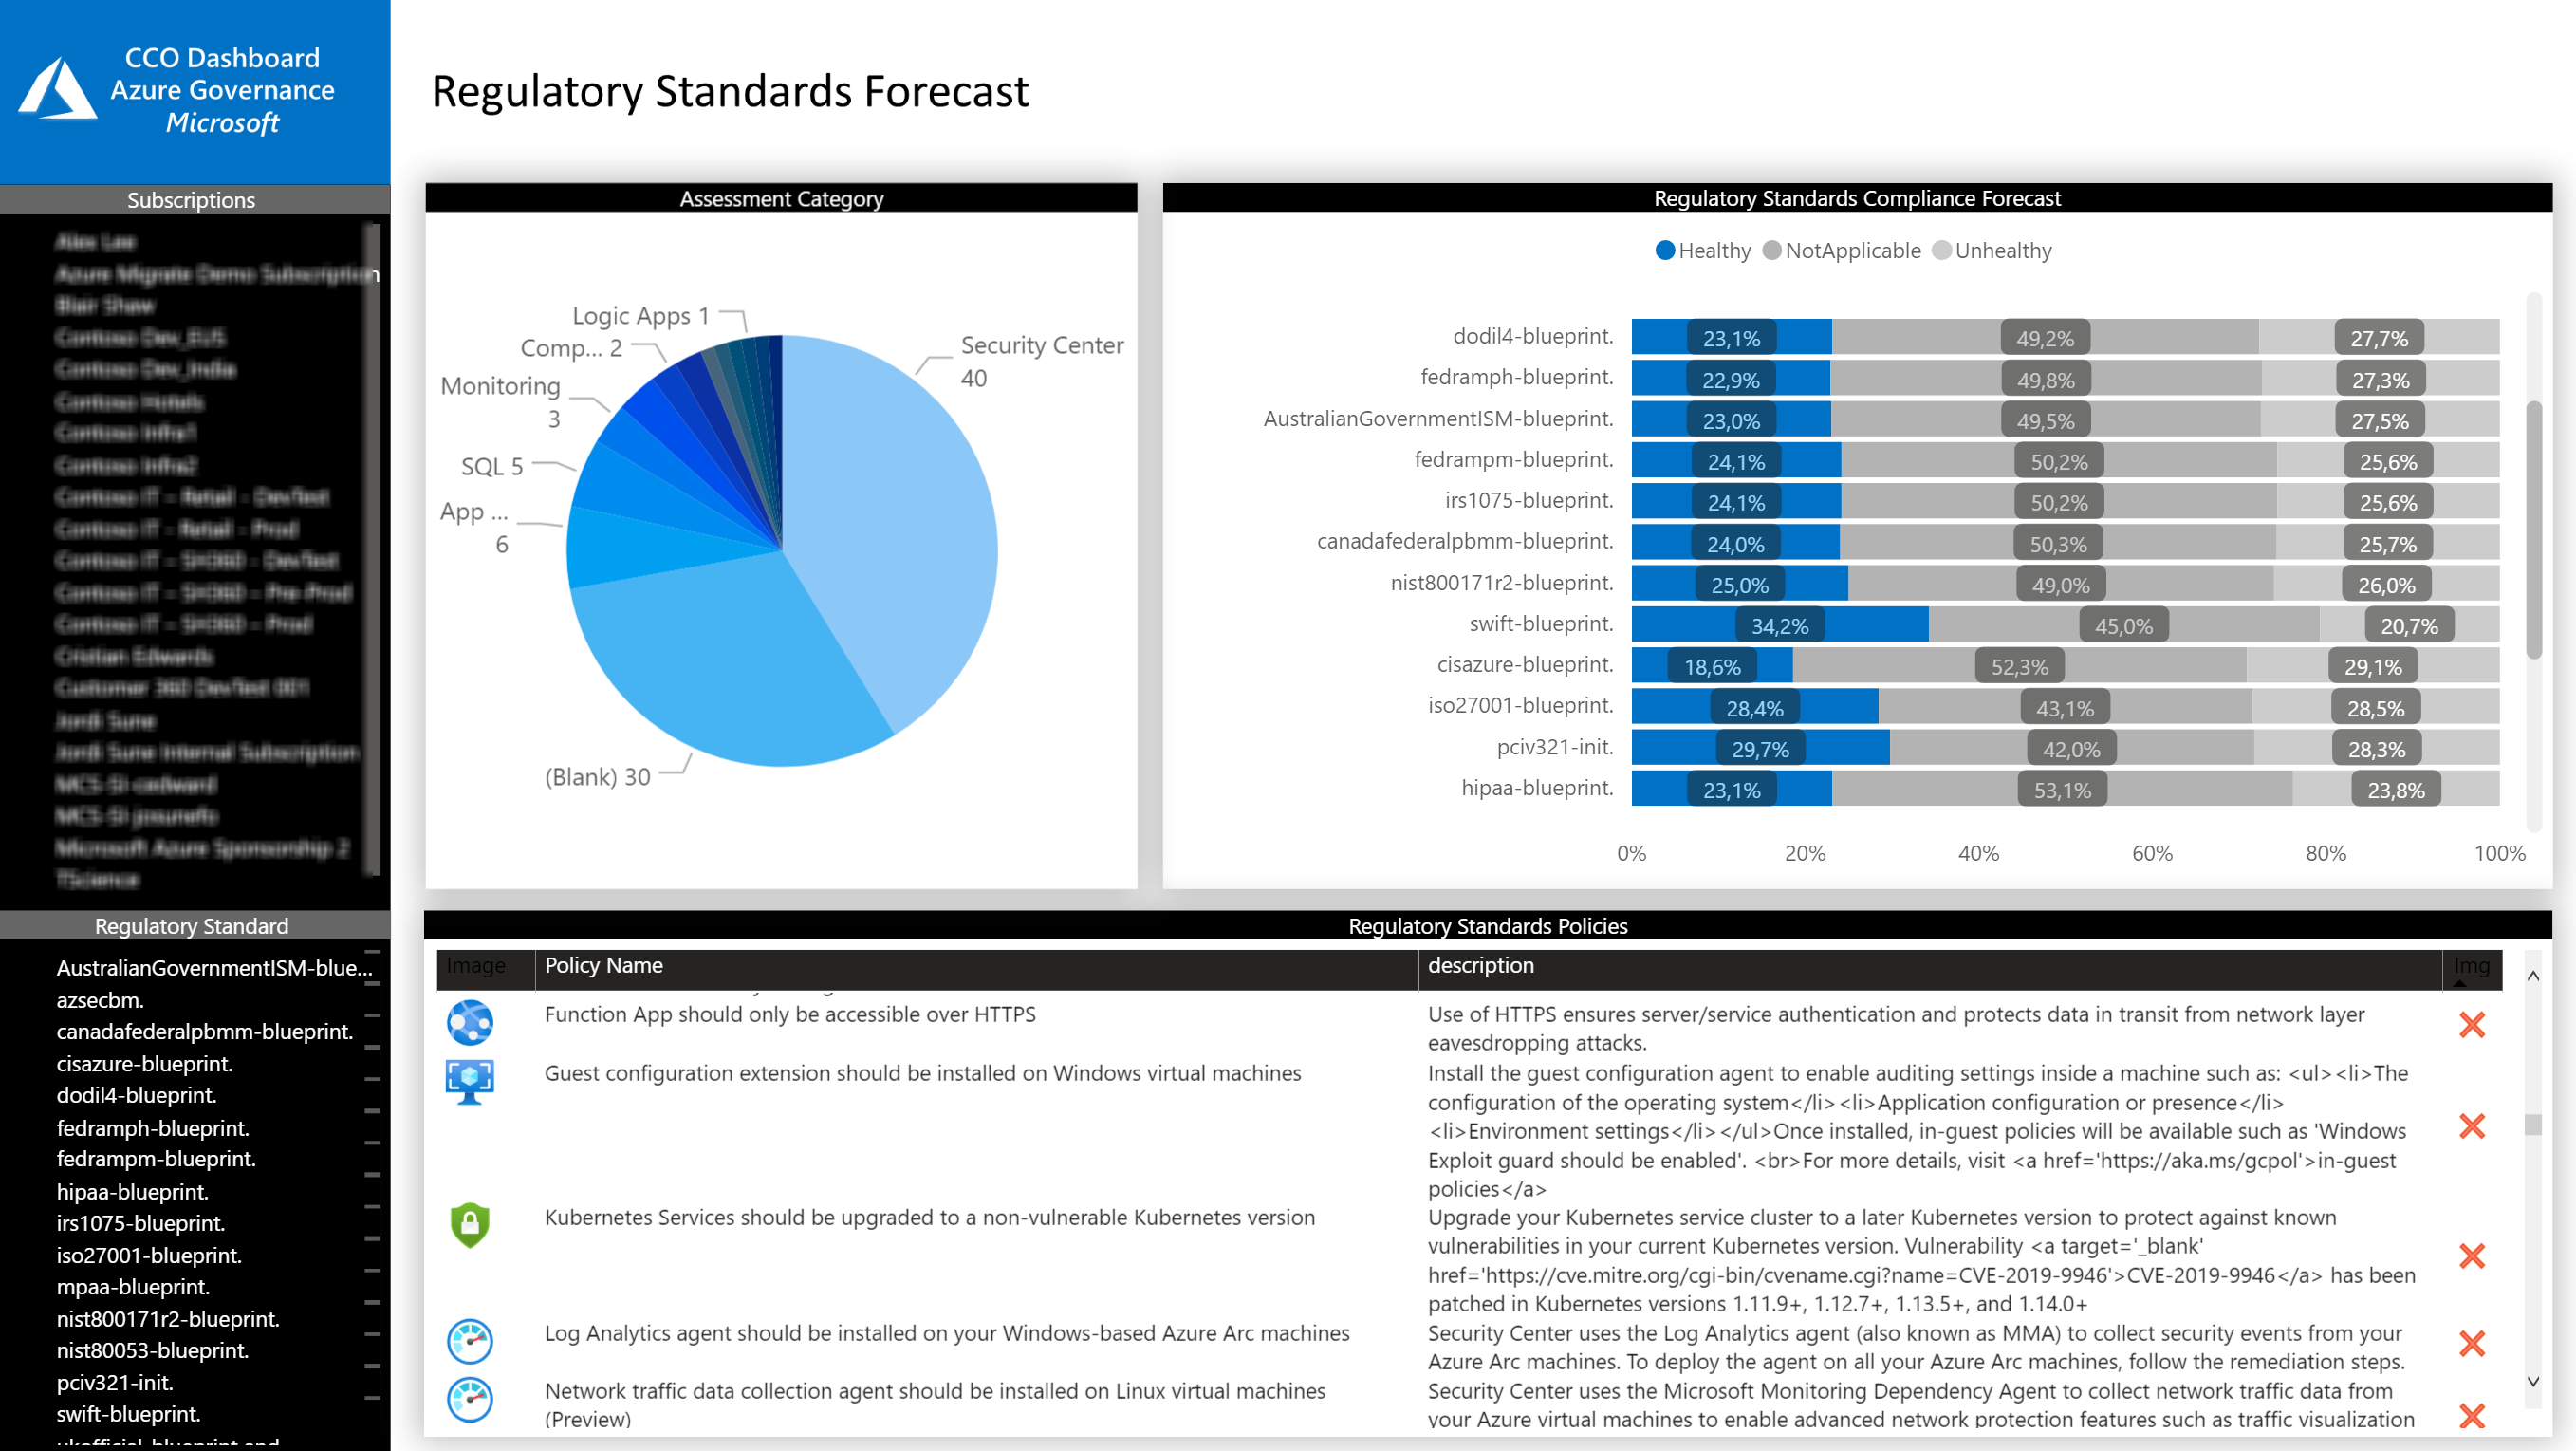 CCO Dashboard
Azure Governance
Microsoft
Regulatory Standards Forecast
Subscriptions
Regulatory Standard
AustralianGovernmentISM-blue...
azsecbm.
canadafederalpbmm-blueprint.
cisazure-blueprint.
dodil4-blueprint.
fedramph-blueprint.
fedrampm-blueprint.
hipaa-blueprint.
irs1075-blueprint.
iso27001-blueprint.
mpaa-blueprint.
nist800171r2-blueprint.
nist80053-blueprint.
pciv321-init.
swift-blueprint.
Assessment Category
Logic Apps 1
Comp... 2
Monitoring
3
SQL 5
App ...
6
(Blank) 30
Security Center
40
Regulatory Standards Compliance Forecast
Healthy NotApplicable Unhealthy
dodil4-blueprint. 23,1% 49,2% 27,7%
fedramph-blueprint. 22,9% 49,8% 27,3%
AustralianGovernmentISM-blueprint. 23,0% 49,5% 27,5%
fedrampm-blueprint. 24,1% 50,2% 25,6%
irs1075-blueprint. 24,1% 50,2% 25,6%
canadafederalpbmm-blueprint. 24,0% 50,3% 25,7%
nist800171r2-blueprint. 25,0% 49,0% 26,0%
swift-blueprint. 34,2% 45,0% 20,7%
cisazure-blueprint. 18,6% 52,3% 29,1%
iso27001-blueprint. 28,4% 43,1% 28,5%
pciv321-init. 29,7% 42,0% 28,3%
hipaa-blueprint. 23,1% 53,1% 23,8%
0% 20% 40% 60% 80% 100%
Regulatory Standards Policies
Image Policy Name description Img
Function App should only be accessible over HTTPS
Use of HTTPS ensures server/service authentication and protects data in transit from network layer
eavesdropping attacks.
Guest configuration extension should be installed on Windows virtual machines
Install the guest configuration agent to enable auditing settings inside a machine such as: <ul><li>The
configuration of the operating system</li><li>Application configuration or presence</li>
<li>Environment settings</li></ul>Once installed, in-guest policies will be available such as 'Windows
Exploit guard should be enabled'. <br>For more details, visit <a href='https://aka.ms/gcpol'>in-guest
policies</a>
Kubernetes Services should be upgraded to a non-vulnerable Kubernetes version
Upgrade your Kubernetes service cluster to a later Kubernetes version to protect against known
vulnerabilities in your current Kubernetes version. Vulnerability <a target='_blank'
href='https://cve.mitre.org/cgi-bin/cvename.cgi?name=CVE-2019-9946'>CVE-2019-9946</a> has been
patched in Kubernetes versions 1.11.9+, 1.12.7+, 1.13.5+, and 1.14.0+
Log Analytics agent should be installed on your Windows-based Azure Arc machines
Security Center uses the Log Analytics agent (also known as MMA) to collect security events from your
Azure Arc machines. To deploy the agent on all your Azure Arc machines, follow the remediation steps.
Network traffic data collection agent should be installed on Linux virtual machines
(Preview)
Security Center uses the Microsoft Monitoring Dependency Agent to collect network traffic data from
your Azure virtual machines to enable advanced network protection features such as traffic visualization